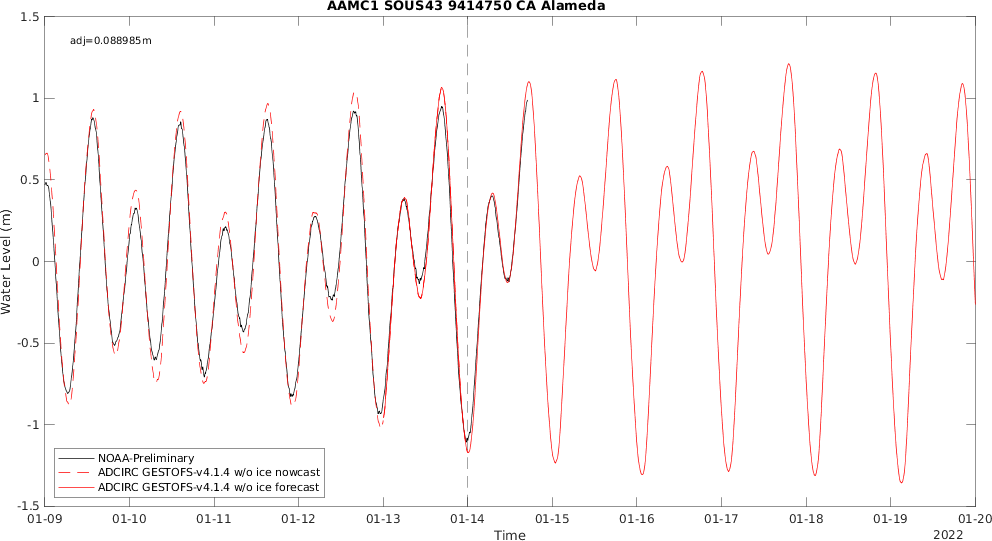 AAMC1 SOUS43 9414750 CA Alameda
adj=0.088985m
1.5
1
0.5
0
-0.5
-1
-1.5
Water Level (m)
NOAA-Preliminary
ADCIRC GESTOFS-v4.1.4 w/o ice nowcast
ADCIRC GESTOFS-v4.1.4 w/o ice forecast
01-09 01-10 01-11 01-12 01-13 01-14 01-15 01-16 01-17 01-18 01-19 01-20
Time
2022